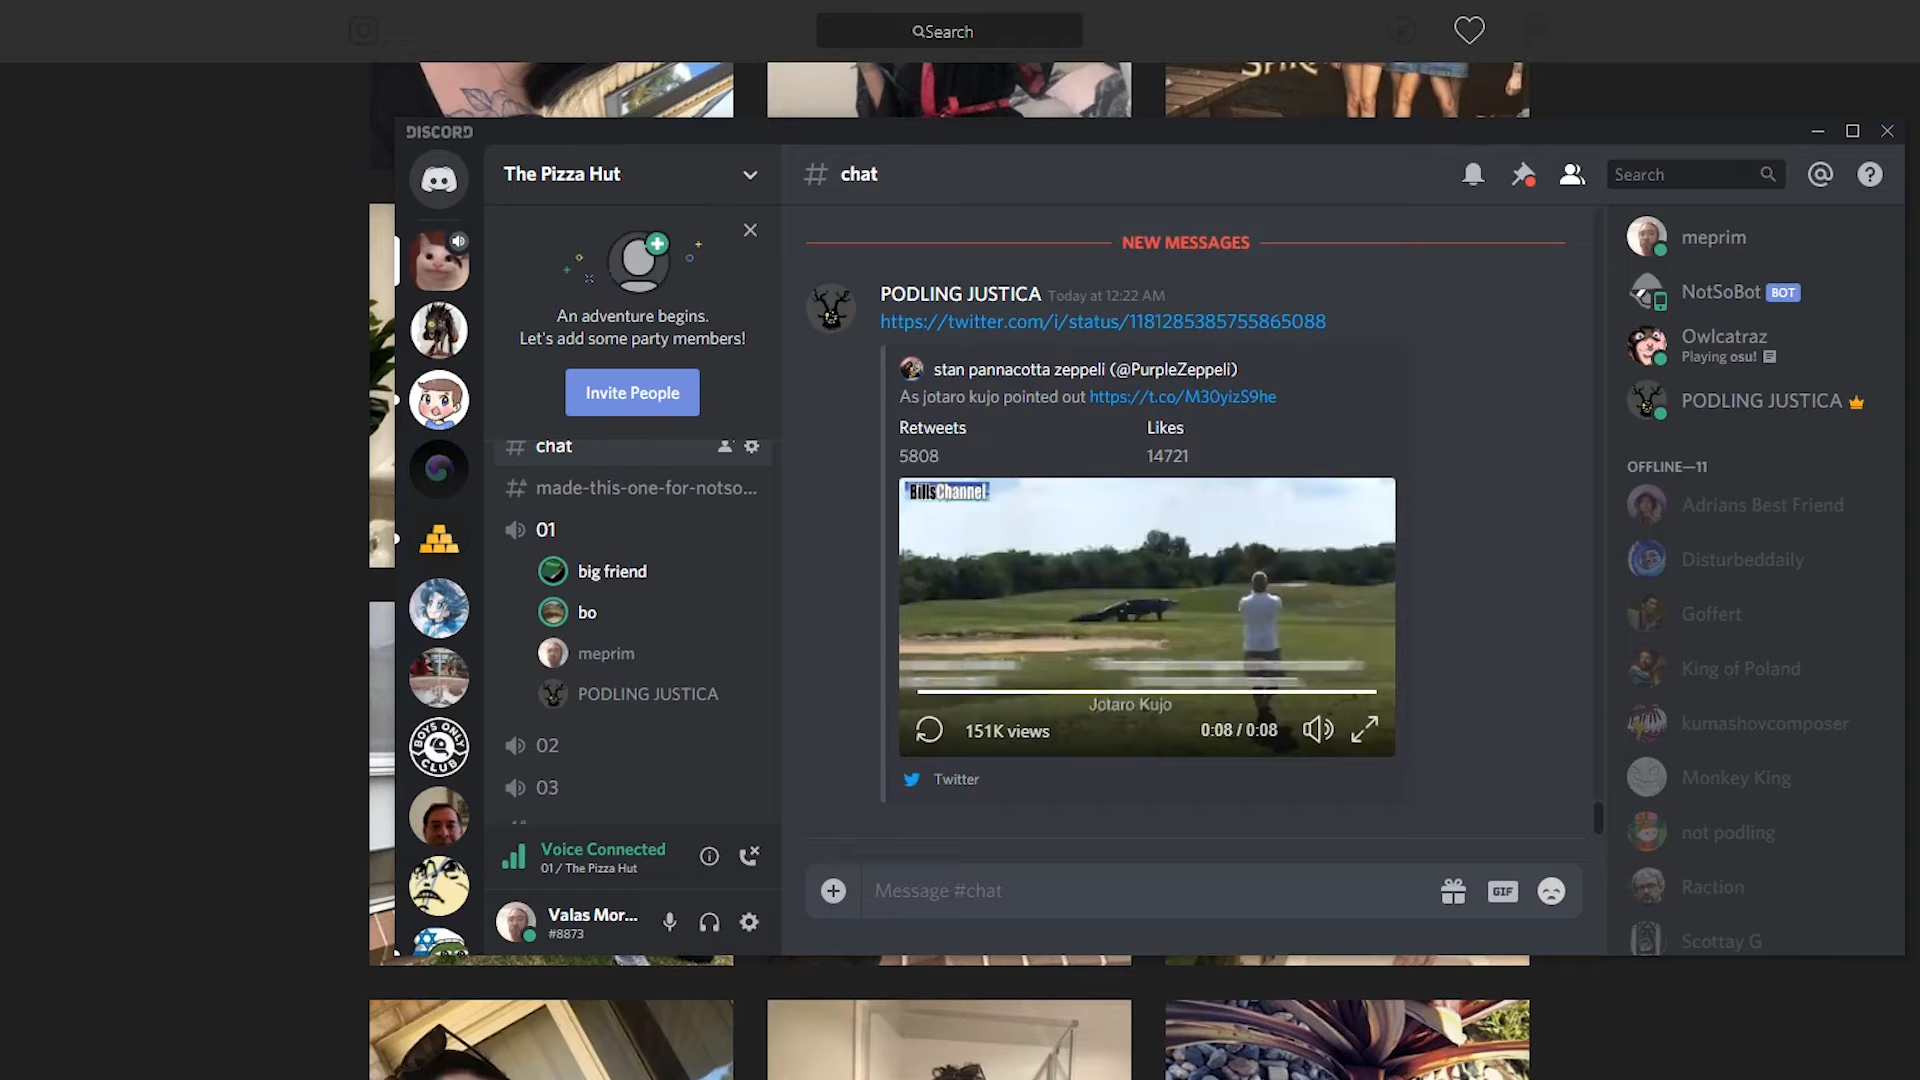 Search
DISCORD
The Pizza Hut
An adventure begins.
Let's add some party members!
Invite People
chat
made-this-one-for-notso...
01
big friend
bo
meprim
PODLING JUSTICA
02
03
Voice Connected
01 / The Pizza Hut
Valas Mor...
#8873
chat
Search
NEW MESSAGES
PODLING JUSTICA Today at 12:22 AM
https://twitter.com/i/status/1181285385755865088
stan pannacotta zeppeli (@PurpleZeppeli)
As jotaro kujo pointed out https://t.co/M30yizS9he
Retweets Likes
5808 14721
BillsChannel
Jotaro Kujo
151K views 0:08 / 0:08
Twitter
Message #chat
GIF
meprim
NotSoBot BOT
Owlcatraz
Playing osu!
PODLING JUSTICA
OFFLINE—11
Adrians Best Friend
Disturbeddaily
Goffert
King of Poland
kumashovcomposer
Monkey King
not podling
Raction
Scottay G
BOYS ONLY CLUB